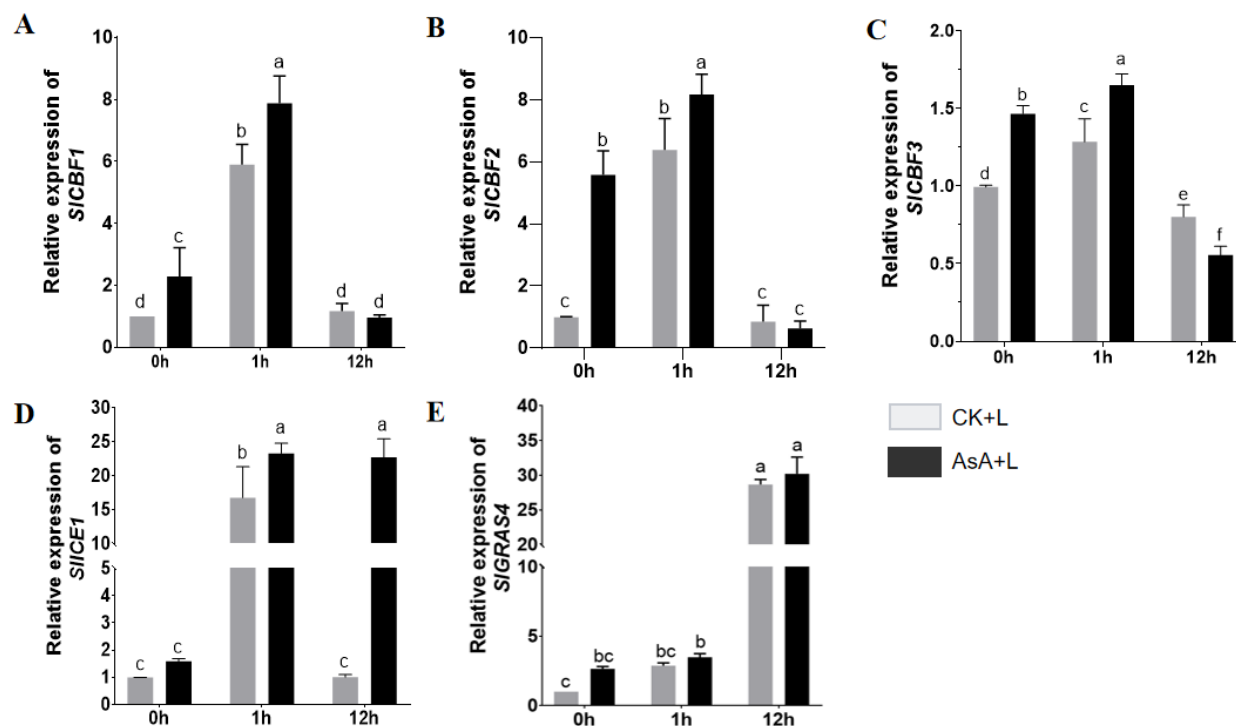 A
Relative expression of
SlCBF1
10
8
6
4
2
0
d
c
b
a
d
d
0h
1h
12h
B
Relative expression of
SlCBF2
10
8
6
4
2
0
c
b
b
a
c
c
0h
1h
12h
C
Relative expression of
SlCBF3
2.0
1.5
1.0
0.5
0.0
d
b
c
a
e
f
0h
1h
12h
D
Relative expression of
SlICE1
30
25
20
15
10
5
4
3
2
1
0
c
c
b
a
c
a
0h
1h
12h
E
Relative expression of
SlGRAS4
40
35
30
25
20
10
5
0
c
bc
bc
b
a
a
0h
1h
12h
CK+L
AsA+L